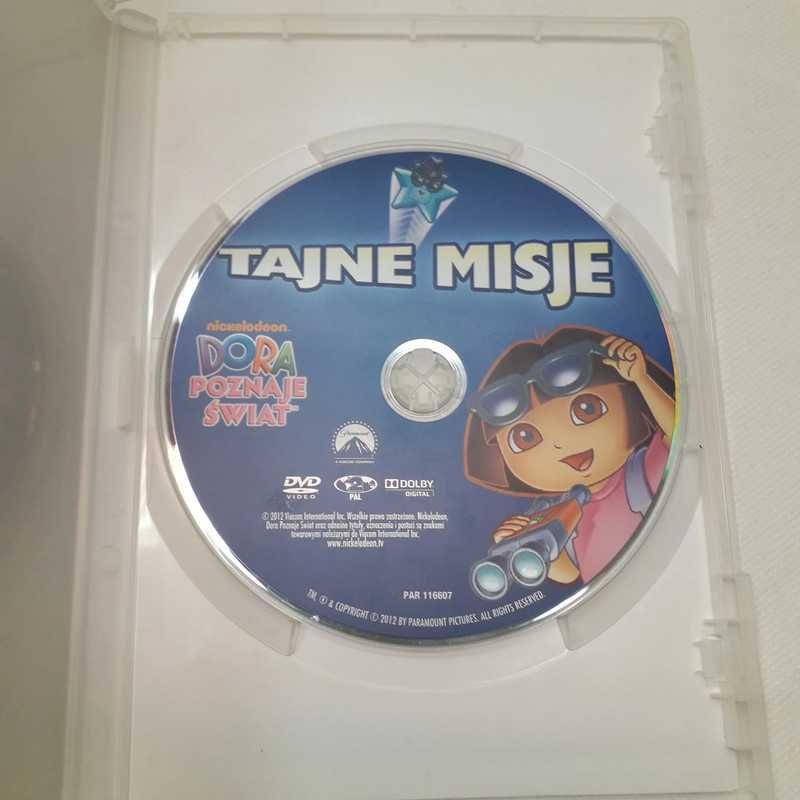 TAJNE MISJE
nickelodeon
DORA
POZNAJE
ŚWIAT™
Paramount
DVD
VIDEO
PAL
DOLBY
DIGITAL
© 2012 Viacom International Inc. Wszelkie prawa zastrzeżone. Nickelodeon,
Dora Poznaje Świat oraz odnośne tytuły, oznaczenia i postaci są znakami
towarowymi należącymi do Viacom International Inc.
www.nickelodeon.tv
PAR 116607
TM, ® & COPYRIGHT © 2012 BY PARAMOUNT PICTURES. ALL RIGHTS RESERVED.